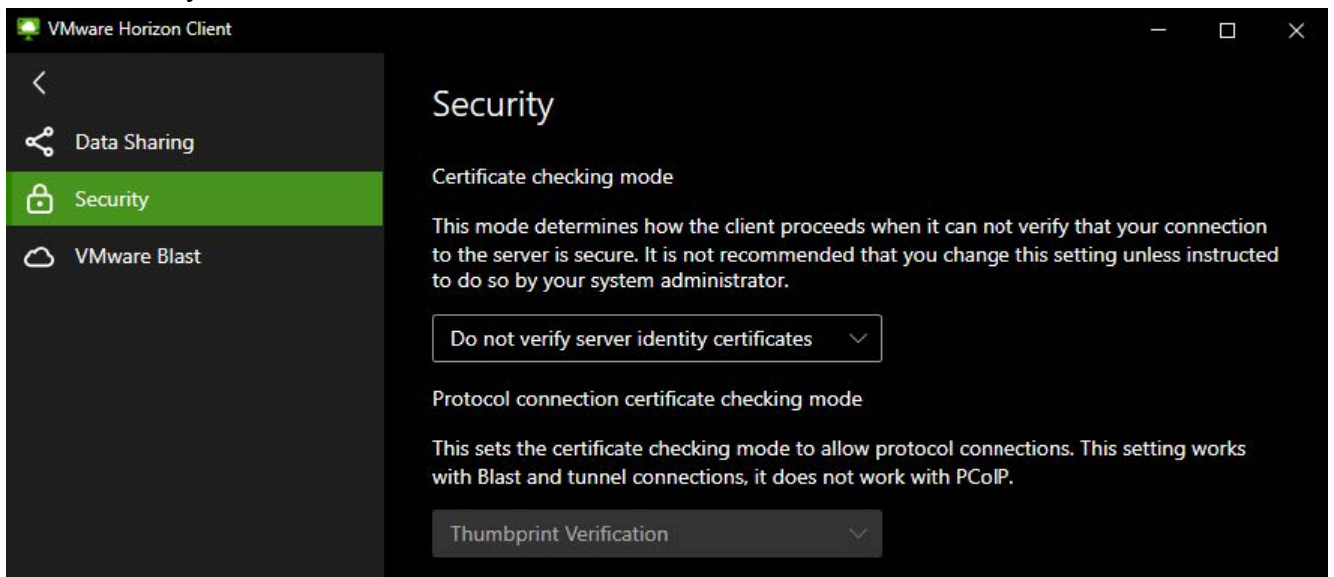 VMware Horizon Client
Data Sharing
Security
VMware Blast
Security
Certificate checking mode
This mode determines how the client proceeds when it can not verify that your connection
to the server is secure. It is not recommended that you change this setting unless instructed
to do so by your system administrator.
Do not verify server identity certificates
Protocol connection certificate checking mode
This sets the certificate checking mode to allow protocol connections. This setting works
with Blast and tunnel connections, it does not work with PCoIP.
Thumbprint Verification